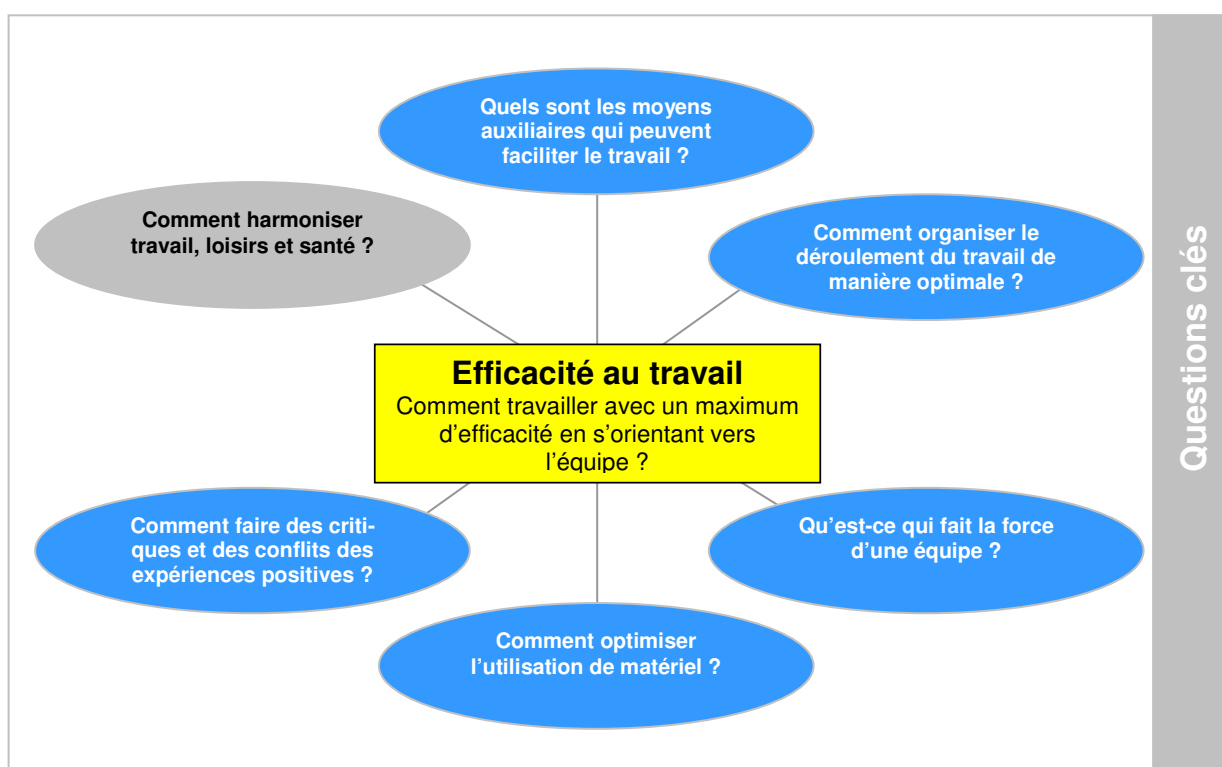 Quels sont les moyens
auxiliaires qui peuvent
faciliter le travail ?
Comment harmoniser
travail, loisirs et santé ?
Comment organiser le
déroulement du travail de
manière optimale ?
Efficacité au travail
Comment travailler avec un maximum
d'efficacité en s'orientant vers
l'équipe ?
Comment faire des criti-
ques et des conflits des
expériences positives ?
Qu'est-ce qui fait la force
d'une équipe ?
Comment optimiser
l'utilisation de matériel ?
Questions clés